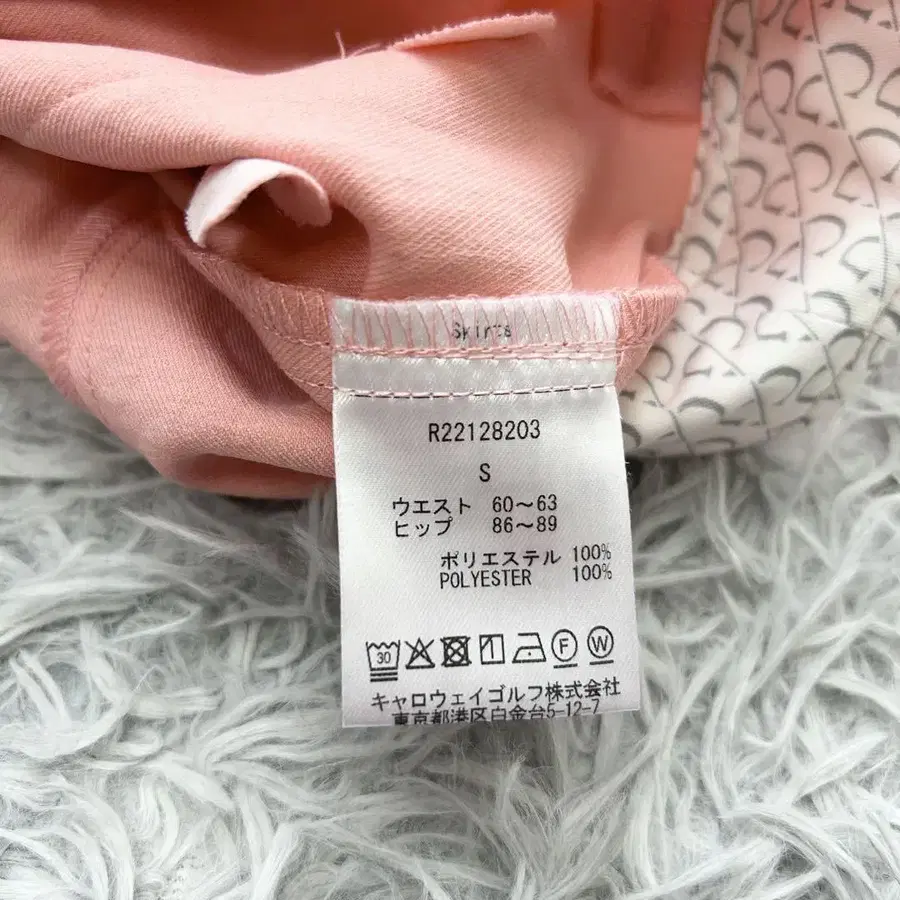 Skirts
R22128203
S
ウエスト 60～63
ヒップ 86～89
ポリエステル 100%
POLYESTER 100%
30 F W
キャロウェイゴルフ株式会社
東京都港区白金台5-12-7